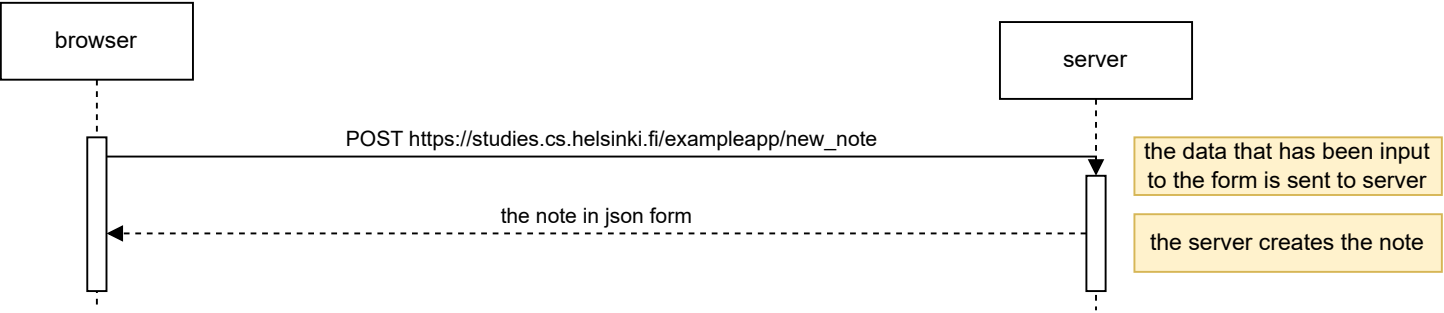 browser
server
POST https://studies.cs.helsinki.fi/exampleapp/new_note
the data that has been input
to the form is sent to server
the note in json form
the server creates the note